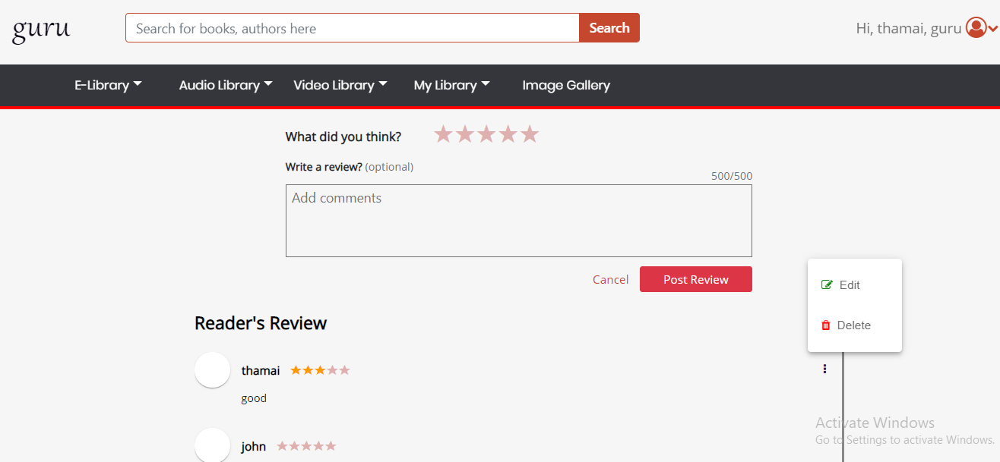 guru
Search for books, authors here
Search
Hi, thamai, guru
E-Library
Audio Library
Video Library
My Library
Image Gallery
What did you think?
Write a review? (optional)
500/500
Add comments
Cancel
Post Review
Edit
Delete
Reader's Review
thamai
good
john
Activate Windows
Go to Settings to activate Windows.